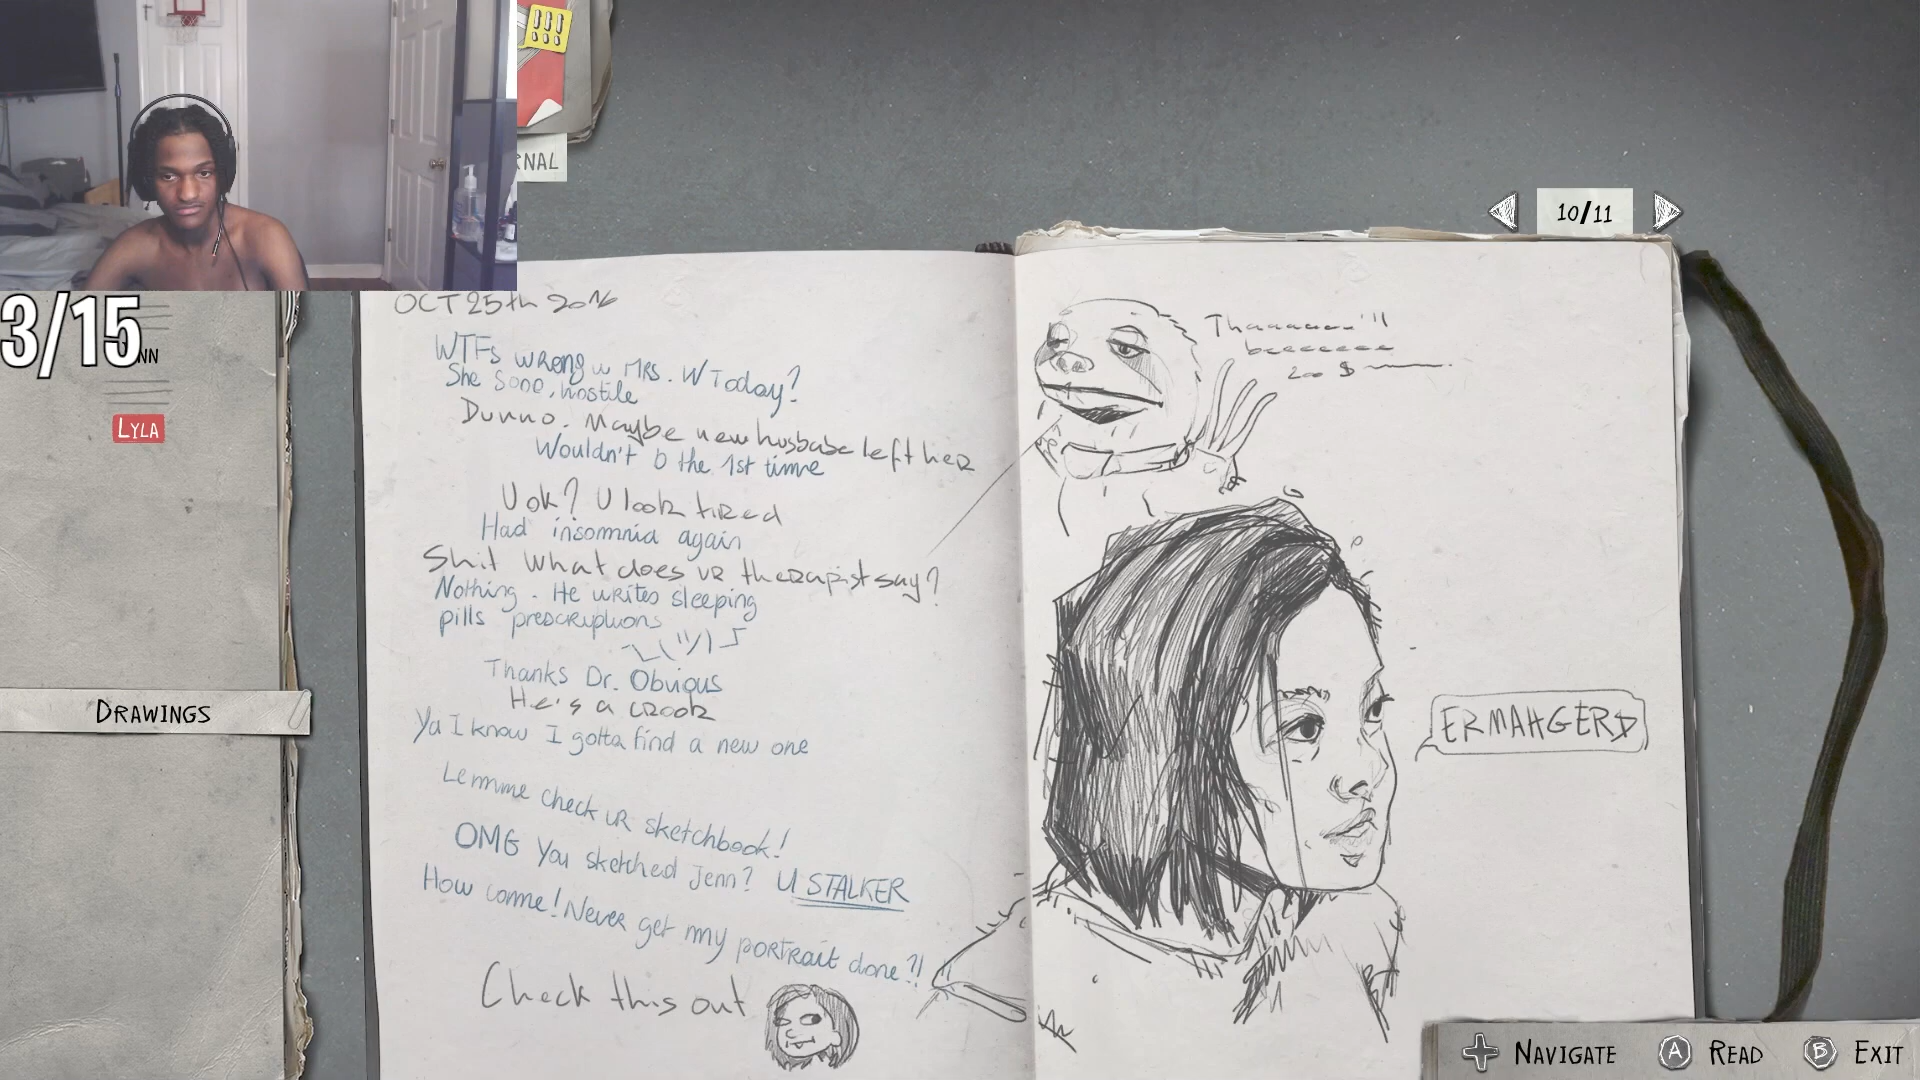 RNAL
10/11
3/15
NN
LYLA
DRAWINGS
OCT 25th 2016
WTFs wrong w MRS. W Today?
She sooo, hostile
Dunno. Maybe new husbabe left her
Wouldn't b the 1st time
U ok? U look tired
Had insomnia again
Shit what does ur therapist say?
Nothing. He writes sleeping
pills prescriptions
¯\_(ツ)_/¯
Thanks Dr. Obvious
He's a crook
Ya I know I gotta find a new one
Lemme check uR sketchbook!
OMG You sketched Jenn? U STALKER
How come! Never get my portrait done?!
Check this out
Thaaaaaaa'll
beeeeeee
200 $
ERMAHGERD
NAVIGATE
A READ
B EXIT